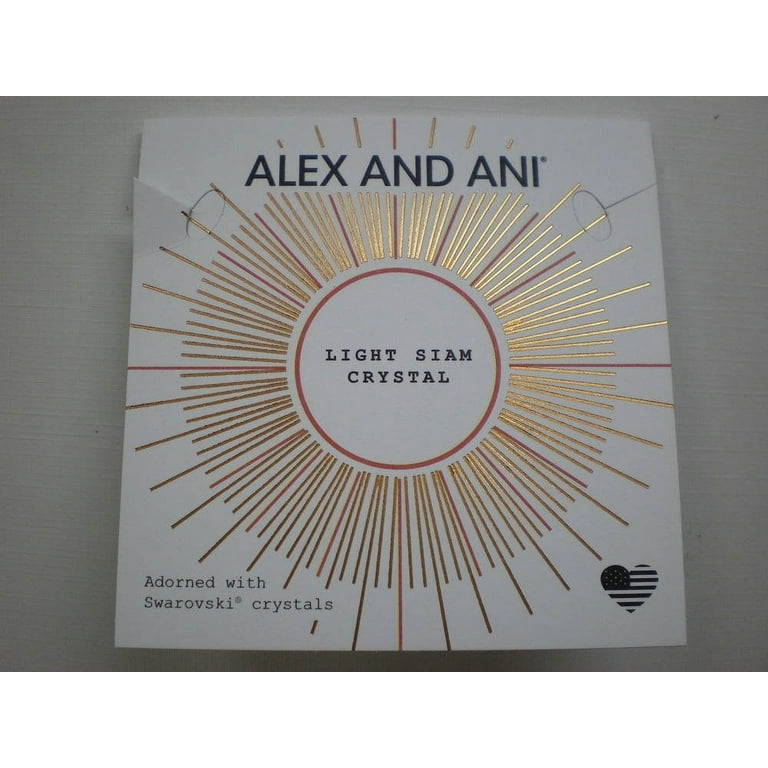 ALEX AND ANI®
LIGHT SIAM
CRYSTAL
Adorned with
Swarovski® crystals